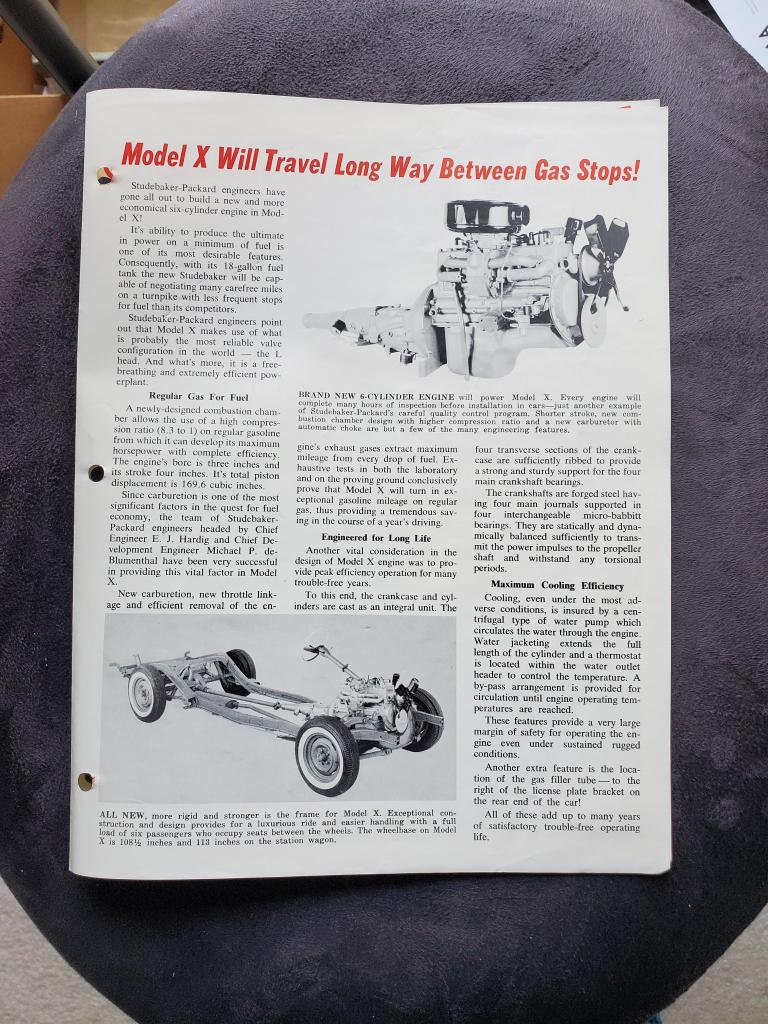 Model X Will Travel Long Way Between Gas Stops!
Studebaker-Packard engineers have
gone all out to build a new and more
economical six-cylinder engine in Mod-
el X!
It's ability to produce the ultimate
in power on a minimum of fuel is
one of its most desirable features.
Consequently, with its 18-gallon fuel
tank the new Studebaker will be cap-
able of negotiating many carefree miles
on a turnpike with less frequent stops
for fuel than its competitors.
Studebaker-Packard engineers point
out that Model X makes use of what
is probably the most reliable valve
configuration in the world — the L
head. And what's more, it is a free-
breathing and extremely efficient pow-
erplant.
Regular Gas For Fuel
A newly-designed combustion cham-
ber allows the use of a high compres-
sion ratio (8.3 to 1) on regular gasoline
from which it can develop its maximum
horsepower with complete efficiency.
The engine's bore is three inches and
its stroke four inches. It's total piston
displacement is 169.6 cubic inches.
Since carburetion is one of the most
significant factors in the quest for fuel
economy, the team of Studebaker-
Packard engineers headed by Chief
Engineer E. J. Hardig and Chief De-
velopment Engineer Michael P. de-
Blumenthal have been very successful
in providing this vital factor in Model
X.
New carburetion, new throttle link-
age and efficient removal of the en-
BRAND NEW 6-CYLINDER ENGINE will power Model X. Every engine will
complete many hours of inspection before installation in cars—just another example
of Studebaker-Packard's careful quality control program. Shorter stroke, new com-
bustion chamber design with higher compression ratio and a new carburetor with
automatic choke are but a few of the many engineering features.
gine's exhaust gases extract maximum
mileage from every drop of fuel. Ex-
haustive tests in both the laboratory
and on the proving ground conclusively
prove that Model X will turn in ex-
ceptional gasoline mileage on regular
gas, thus providing a tremendous sav-
ing in the course of a year's driving.
Engineered for Long Life
Another vital consideration in the
design of Model X engine was to pro-
vide peak efficiency operation for many
trouble-free years.
To this end, the crankcase and cyl-
inders are cast as an integral unit. The
four transverse sections of the crank-
case are sufficiently ribbed to provide
a strong and sturdy support for the four
main crankshaft bearings.
The crankshafts are forged steel hav-
ing four main journals supported in
four interchangeable micro-babbitt
bearings. They are statically and dyna-
mically balanced sufficiently to trans-
mit the power impulses to the propeller
shaft and withstand any torsional
periods.
Maximum Cooling Efficiency
Cooling, even under the most ad-
verse conditions, is insured by a cen-
trifugal type of water pump which
circulates the water through the engine.
Water jacketing extends the full
length of the cylinder and a thermostat
is located within the water outlet
header to control the temperature. A
by-pass arrangement is provided for
circulation until engine operating tem-
peratures are reached.
These features provide a very large
margin of safety for operating the en-
gine even under sustained rugged
conditions.
Another extra feature is the loca-
tion of the gas filler tube — to the
right of the license plate bracket on
the rear end of the car!
All of these add up to many years
of satisfactory trouble-free operating
life.
ALL NEW, more rigid and stronger is the frame for Model X. Exceptional con-
struction and design provides for a luxurious ride and easier handling with a full
load of six passengers who occupy seats between the wheels. The wheelbase on Model
X is 108½ inches and 113 inches on the station wagon.